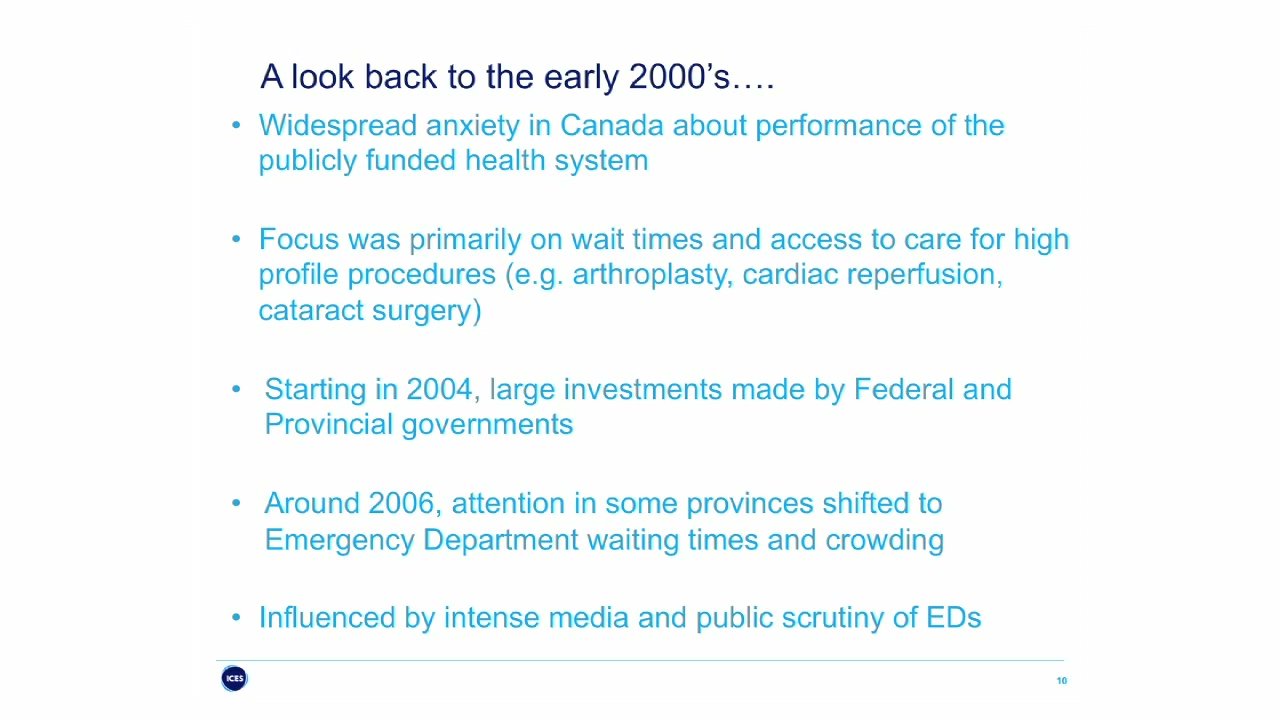 A look back to the early 2000's….
• Widespread anxiety in Canada about performance of the
publicly funded health system
• Focus was primarily on wait times and access to care for high
profile procedures (e.g. arthroplasty, cardiac reperfusion,
cataract surgery)
• Starting in 2004, large investments made by Federal and
Provincial governments
• Around 2006, attention in some provinces shifted to
Emergency Department waiting times and crowding
• Influenced by intense media and public scrutiny of EDs
ICES
10